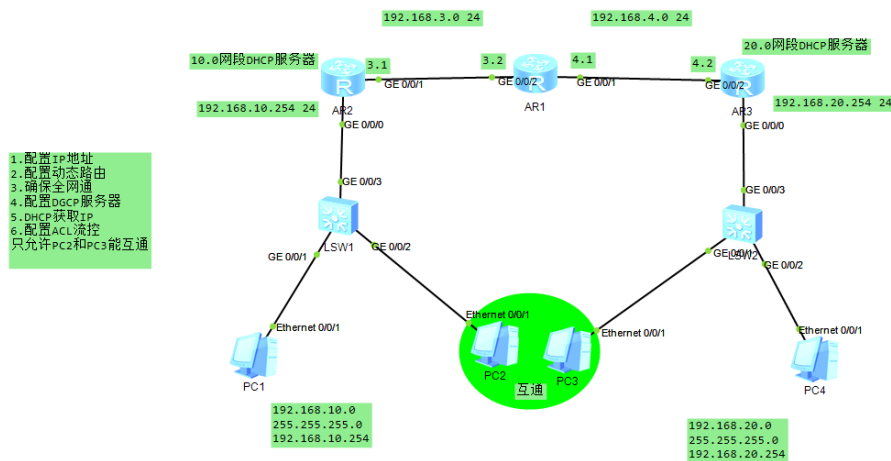 192.168.3.0 24
192.168.4.0 24
10.0网段DHCP服务器
3.1
3.2
4.1
4.2
20.0网段DHCP服务器
GE 0/0/1
GE 0/0/2
GE 0/0/1
GE 0/0/2
AR2
AR1
AR3
192.168.10.254 24
192.168.20.254 24
GE 0/0/0
GE 0/0/0
1.配置IP地址
2.配置动态路由
3.确保全网通
4.配置DGCP服务器
5.DHCP获取IP
6.配置ACL流控
只允许PC2和PC3能互通
GE 0/0/3
GE 0/0/3
LSW1
LSW2
GE 0/0/1
GE 0/0/2
GE 0/0/1
GE 0/0/2
Ethernet 0/0/1
Ethernet 0/0/1
Ethernet 0/0/1
Ethernet 0/0/1
PC1
PC2
PC3
PC4
互通
192.168.10.0
255.255.255.0
192.168.10.254
192.168.20.0
255.255.255.0
192.168.20.254